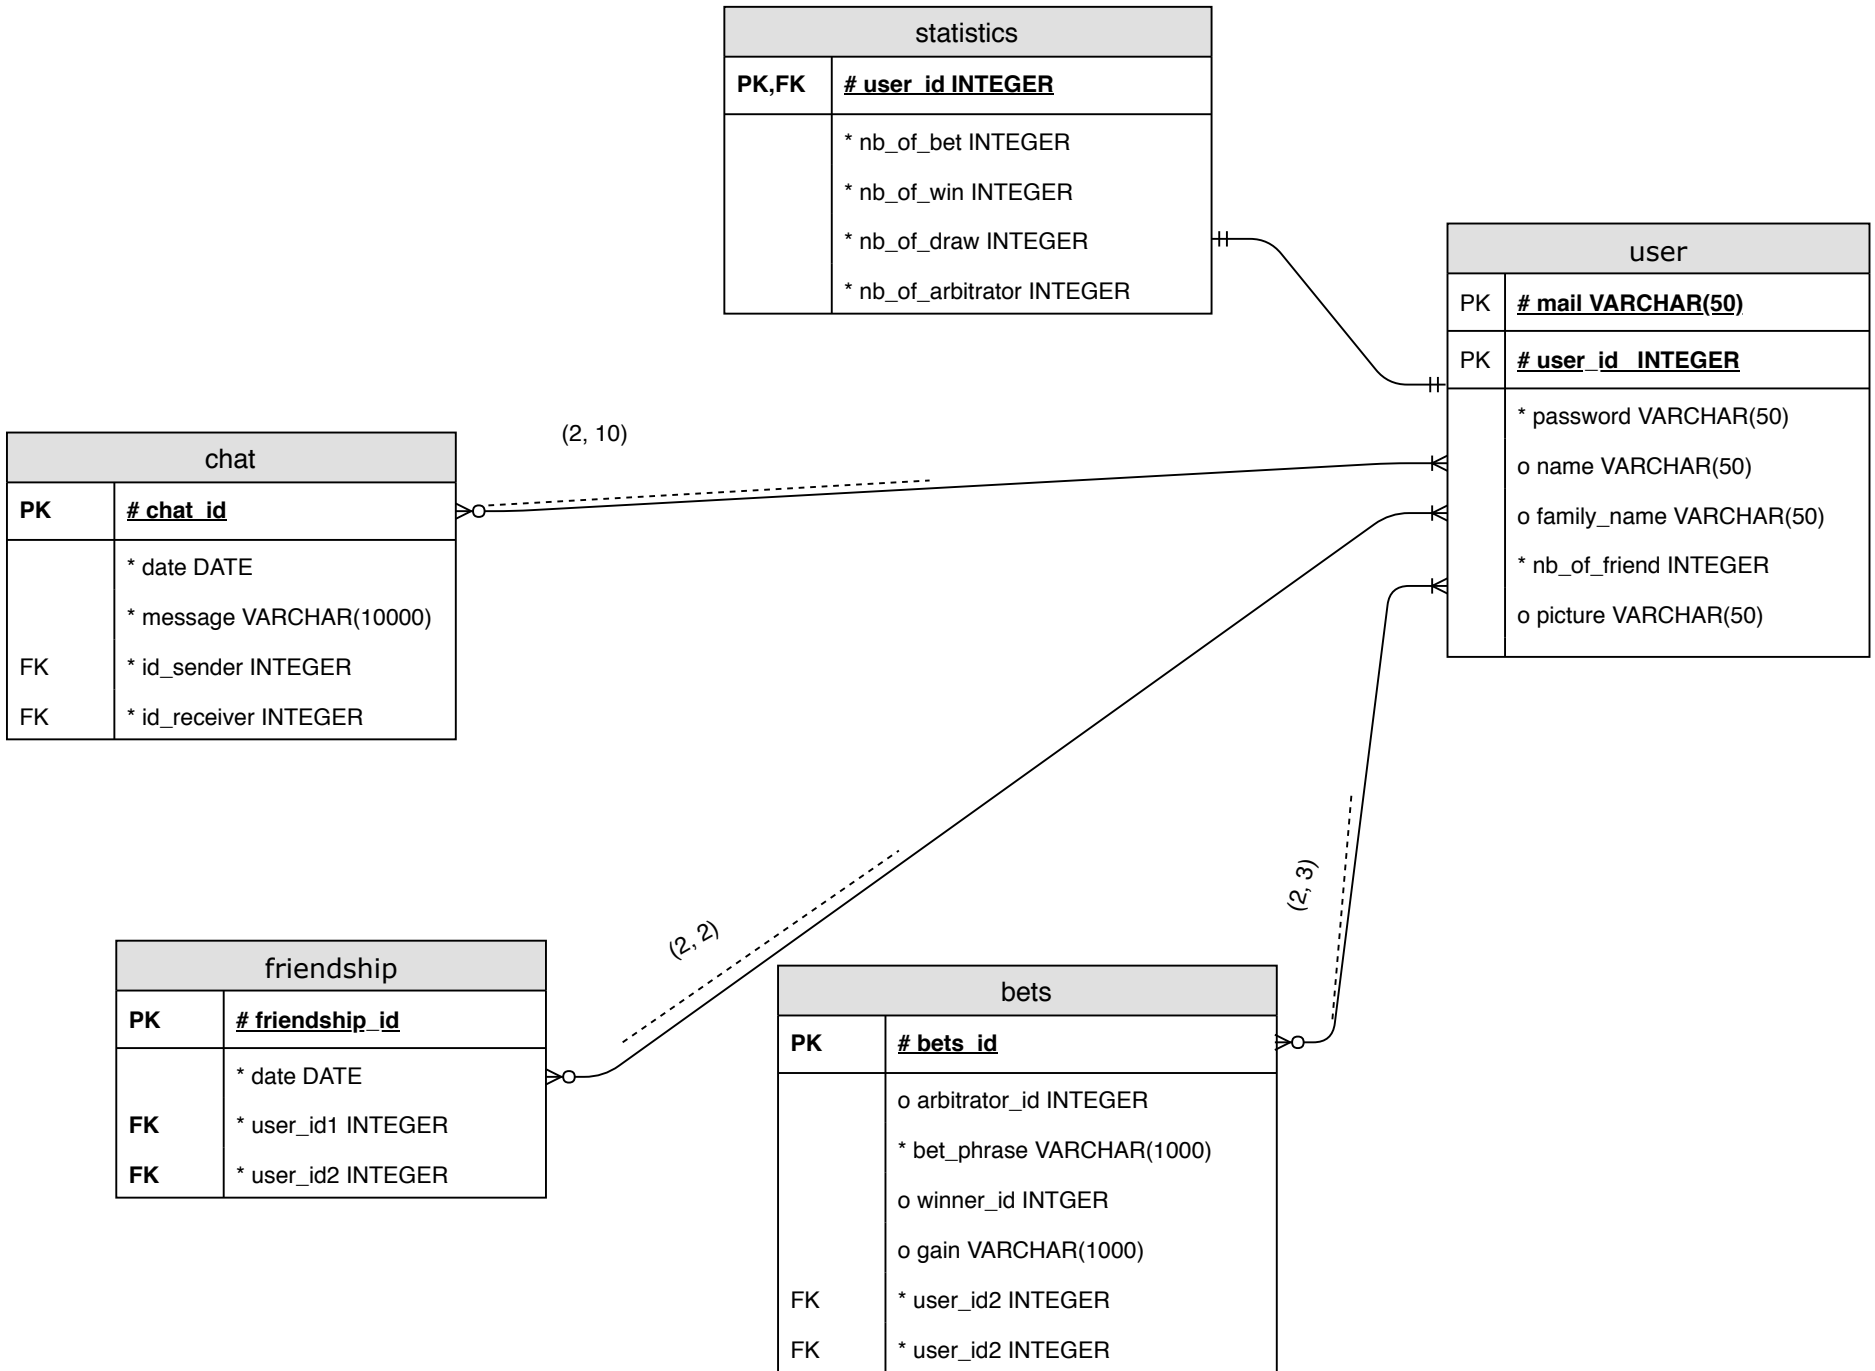 statistics
PK,FK # user_id INTEGER
* nb_of_bet INTEGER
* nb_of_win INTEGER
* nb_of_draw INTEGER
* nb_of_arbitrator INTEGER
user
PK # mail VARCHAR(50)
PK # user_id INTEGER
* password VARCHAR(50)
o name VARCHAR(50)
o family_name VARCHAR(50)
* nb_of_friend INTEGER
o picture VARCHAR(50)
(2, 10)
chat
PK # chat_id
* date DATE
* message VARCHAR(10000)
FK * id_sender INTEGER
FK * id_receiver INTEGER
(2, 2)
(2, 3)
friendship
PK # friendship_id
* date DATE
FK * user_id1 INTEGER
FK * user_id2 INTEGER
bets
PK # bets_id
o arbitrator_id INTEGER
* bet_phrase VARCHAR(1000)
o winner_id INTGER
o gain VARCHAR(1000)
FK * user_id2 INTEGER
FK * user_id2 INTEGER